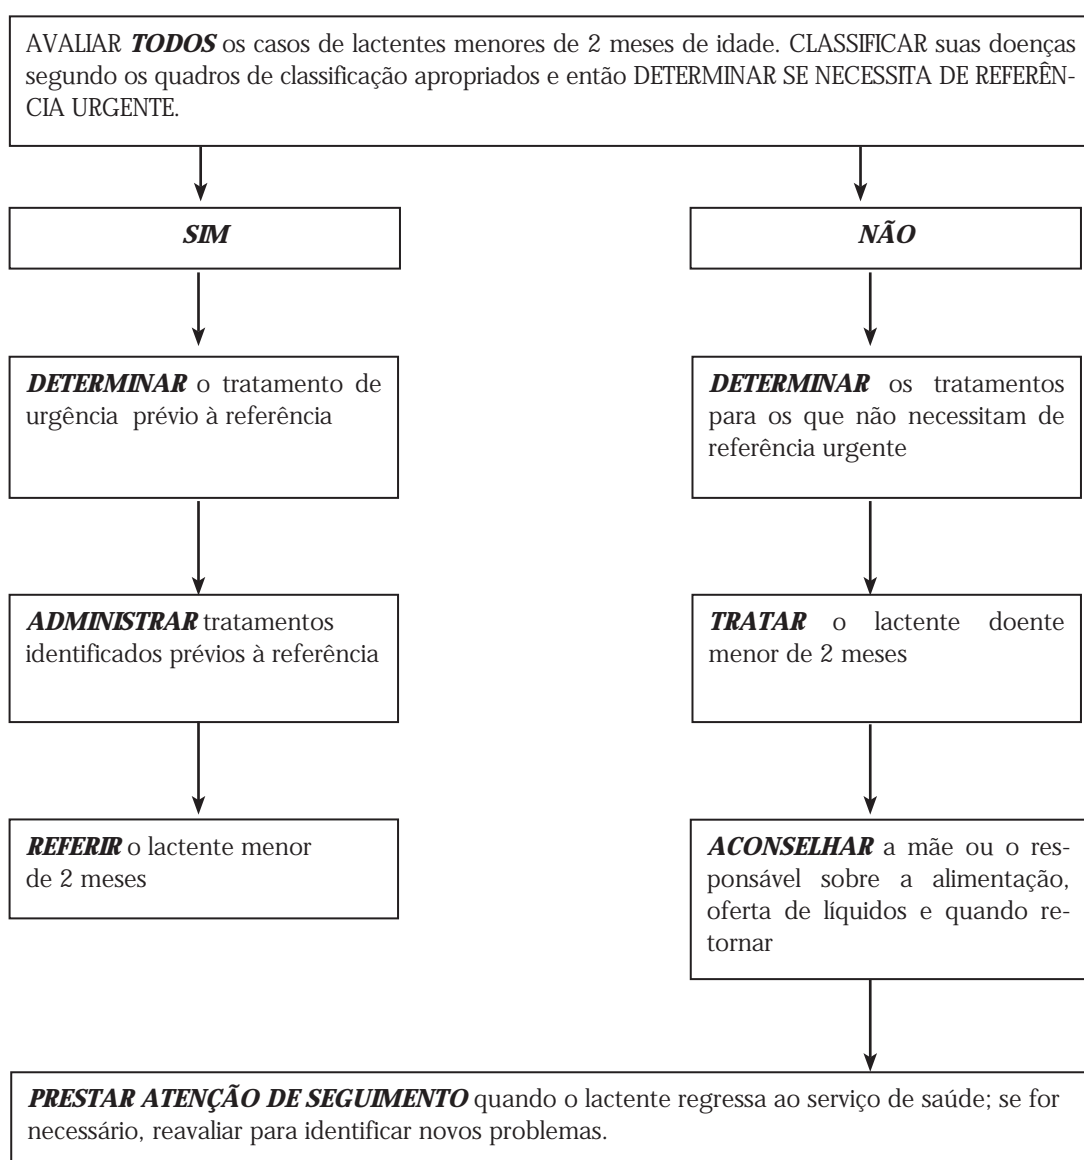 AVALIAR TODOS os casos de lactentes menores de 2 meses de idade. CLASSIFICAR suas doenças
segundo os quadros de classificação apropriados e então DETERMINAR SE NECESSITA DE REFERÊN-
CIA URGENTE.
SIM
NÃO
DETERMINAR o tratamento de
urgência prévio à referência
DETERMINAR os tratamentos
para os que não necessitam de
referência urgente
ADMINISTRAR tratamentos
identificados prévios à referência
TRATAR o lactente doente
menor de 2 meses
REFERIR o lactente menor
de 2 meses
ACONSELHAR a mãe ou o res-
ponsável sobre a alimentação,
oferta de líquidos e quando re-
tornar
PRESTAR ATENÇÃO DE SEGUIMENTO quando o lactente regressa ao serviço de saúde; se for
necessário, reavaliar para identificar novos problemas.